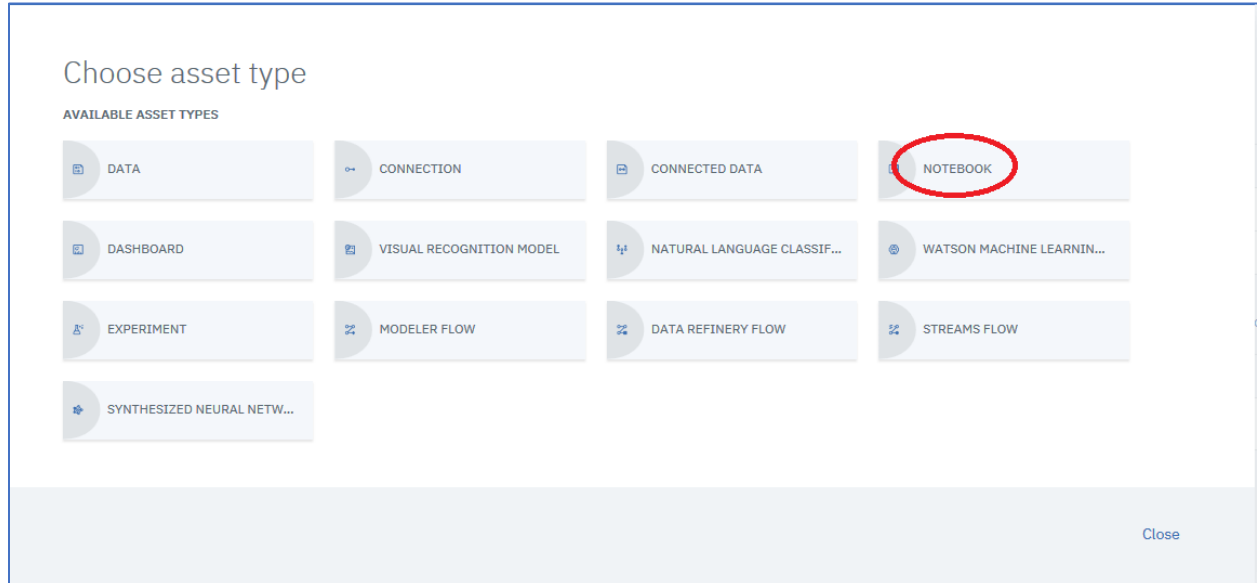 Choose asset type
AVAILABLE ASSET TYPES
DATA
CONNECTION
CONNECTED DATA
NOTEBOOK
DASHBOARD
VISUAL RECOGNITION MODEL
NATURAL LANGUAGE CLASSIF...
WATSON MACHINE LEARNIN...
EXPERIMENT
MODELER FLOW
DATA REFINERY FLOW
STREAMS FLOW
SYNTHESIZED NEURAL NETW...
Close